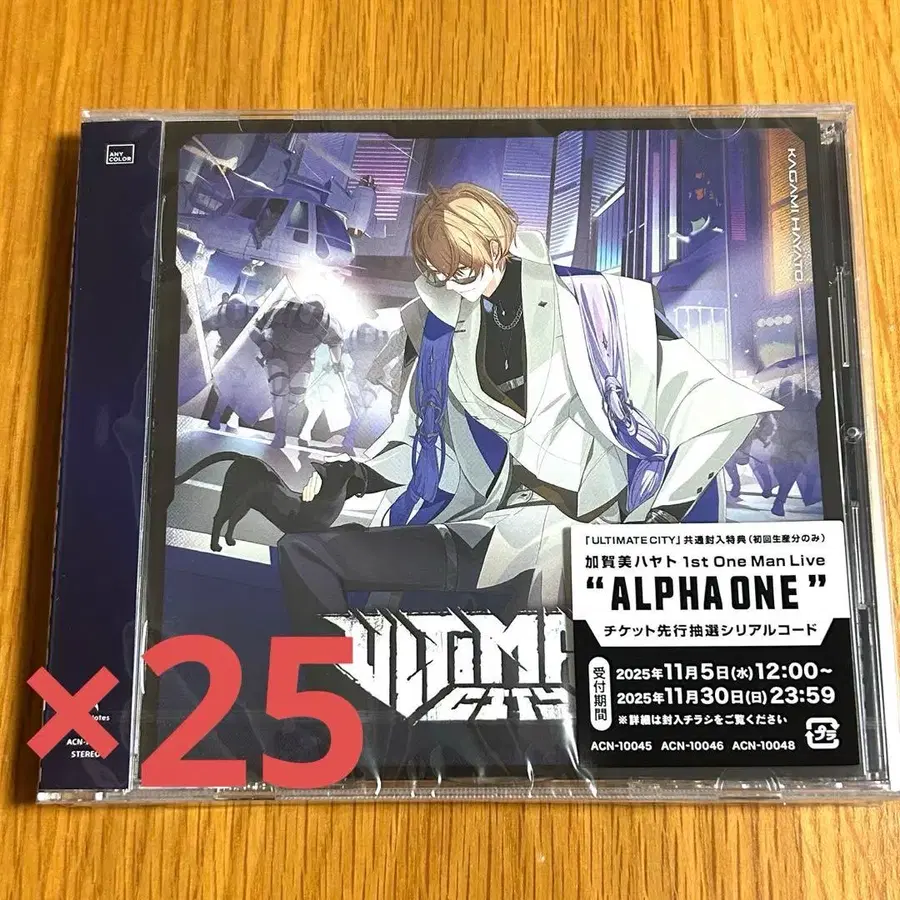 ANY
COLOR
KAGAMI HAYATO
ULTIMA
CITY
「ULTIMATE CITY」共通封入特典(初回生産分のみ)
加賀美ハヤト 1st One Man Live
"ALPHA ONE"
チケット先行抽選シリアルコード
受付期間
2025年11月5日(水)12:00~
2025年11月30日(日)23:59
※詳細は封入チラシをご覧ください
ACN-10045 ACN-10046 ACN-10048
プラ
×25
otes
ACN-
STEREO